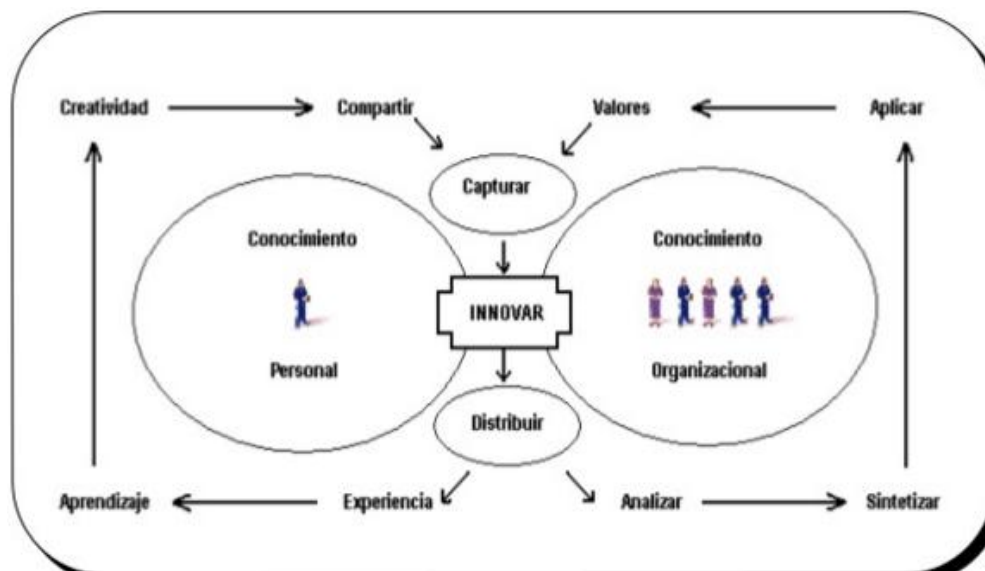 Creatividad
Compartir
Valores
Aplicar
Capturar
Conocimiento
Personal
INNOVAR
Conocimiento
Organizacional
Distribuir
Aprendizaje
Experiencia
Analizar
Sintetizar